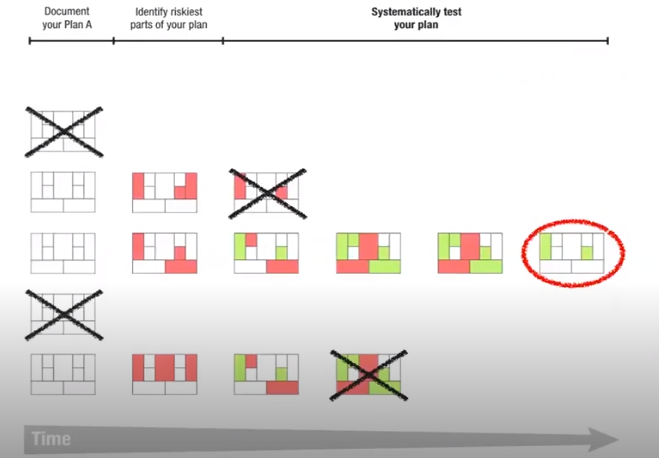 Document
your Plan A
Identify riskiest
parts of your plan
Systematically test
your plan
Time